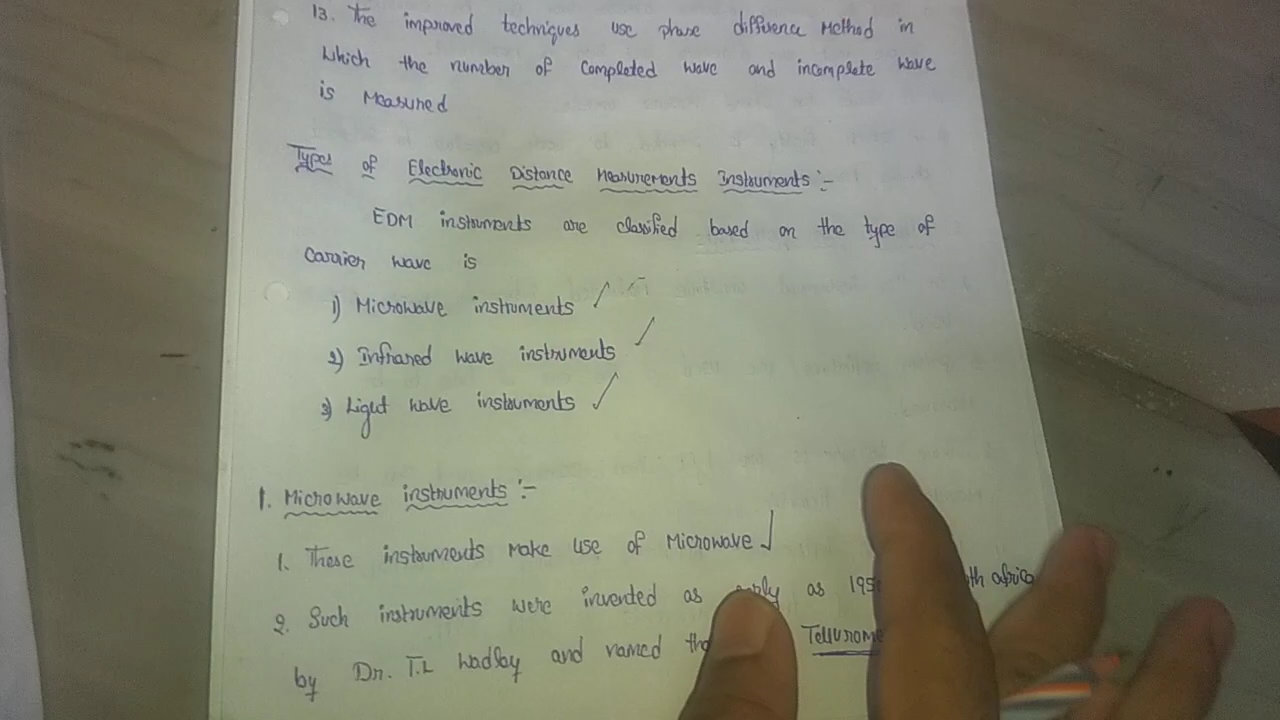 13. The improved techniques use phase difference Method in
Which the number of Completed wave and incomplete wave
is Measured
Types of Electronic Distance Measurements Instruments :-
EDM instruments are classified based on the type of
Carrier wave is
1) Microwave instruments
2) Infrared wave instruments
3) Light wave instruments
1. Microwave instruments :-
1. These instruments Make use of Microwave
2. Such instruments were invented as early as
by Dr. T.L Wadley and named